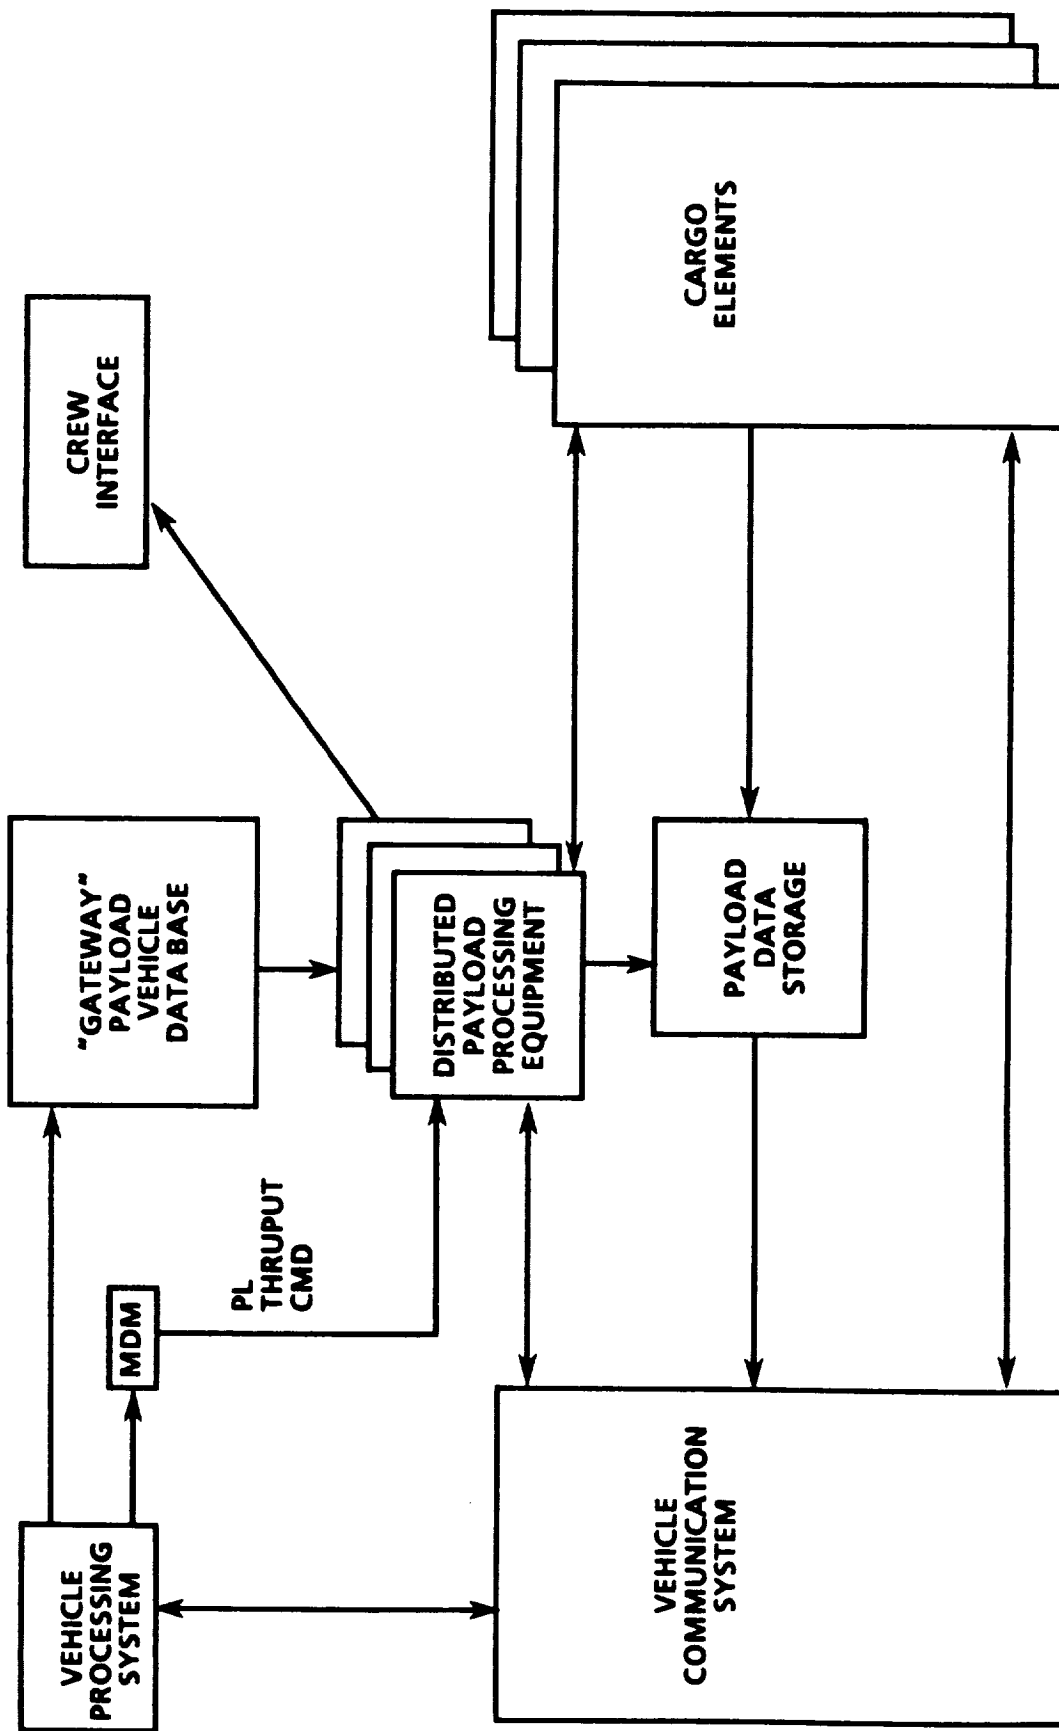 VEHICLE
PROCESSING
SYSTEM
MDM
PL
THRUPUT
CMD
"GATEWAY"
PAYLOAD
VEHICLE
DATA BASE
CREW
INTERFACE
DISTRIBUTED
PAYLOAD
PROCESSING
EQUIPMENT
VEHICLE
COMMUNICATION
SYSTEM
PAYLOAD
DATA
STORAGE
CARGO
ELEMENTS